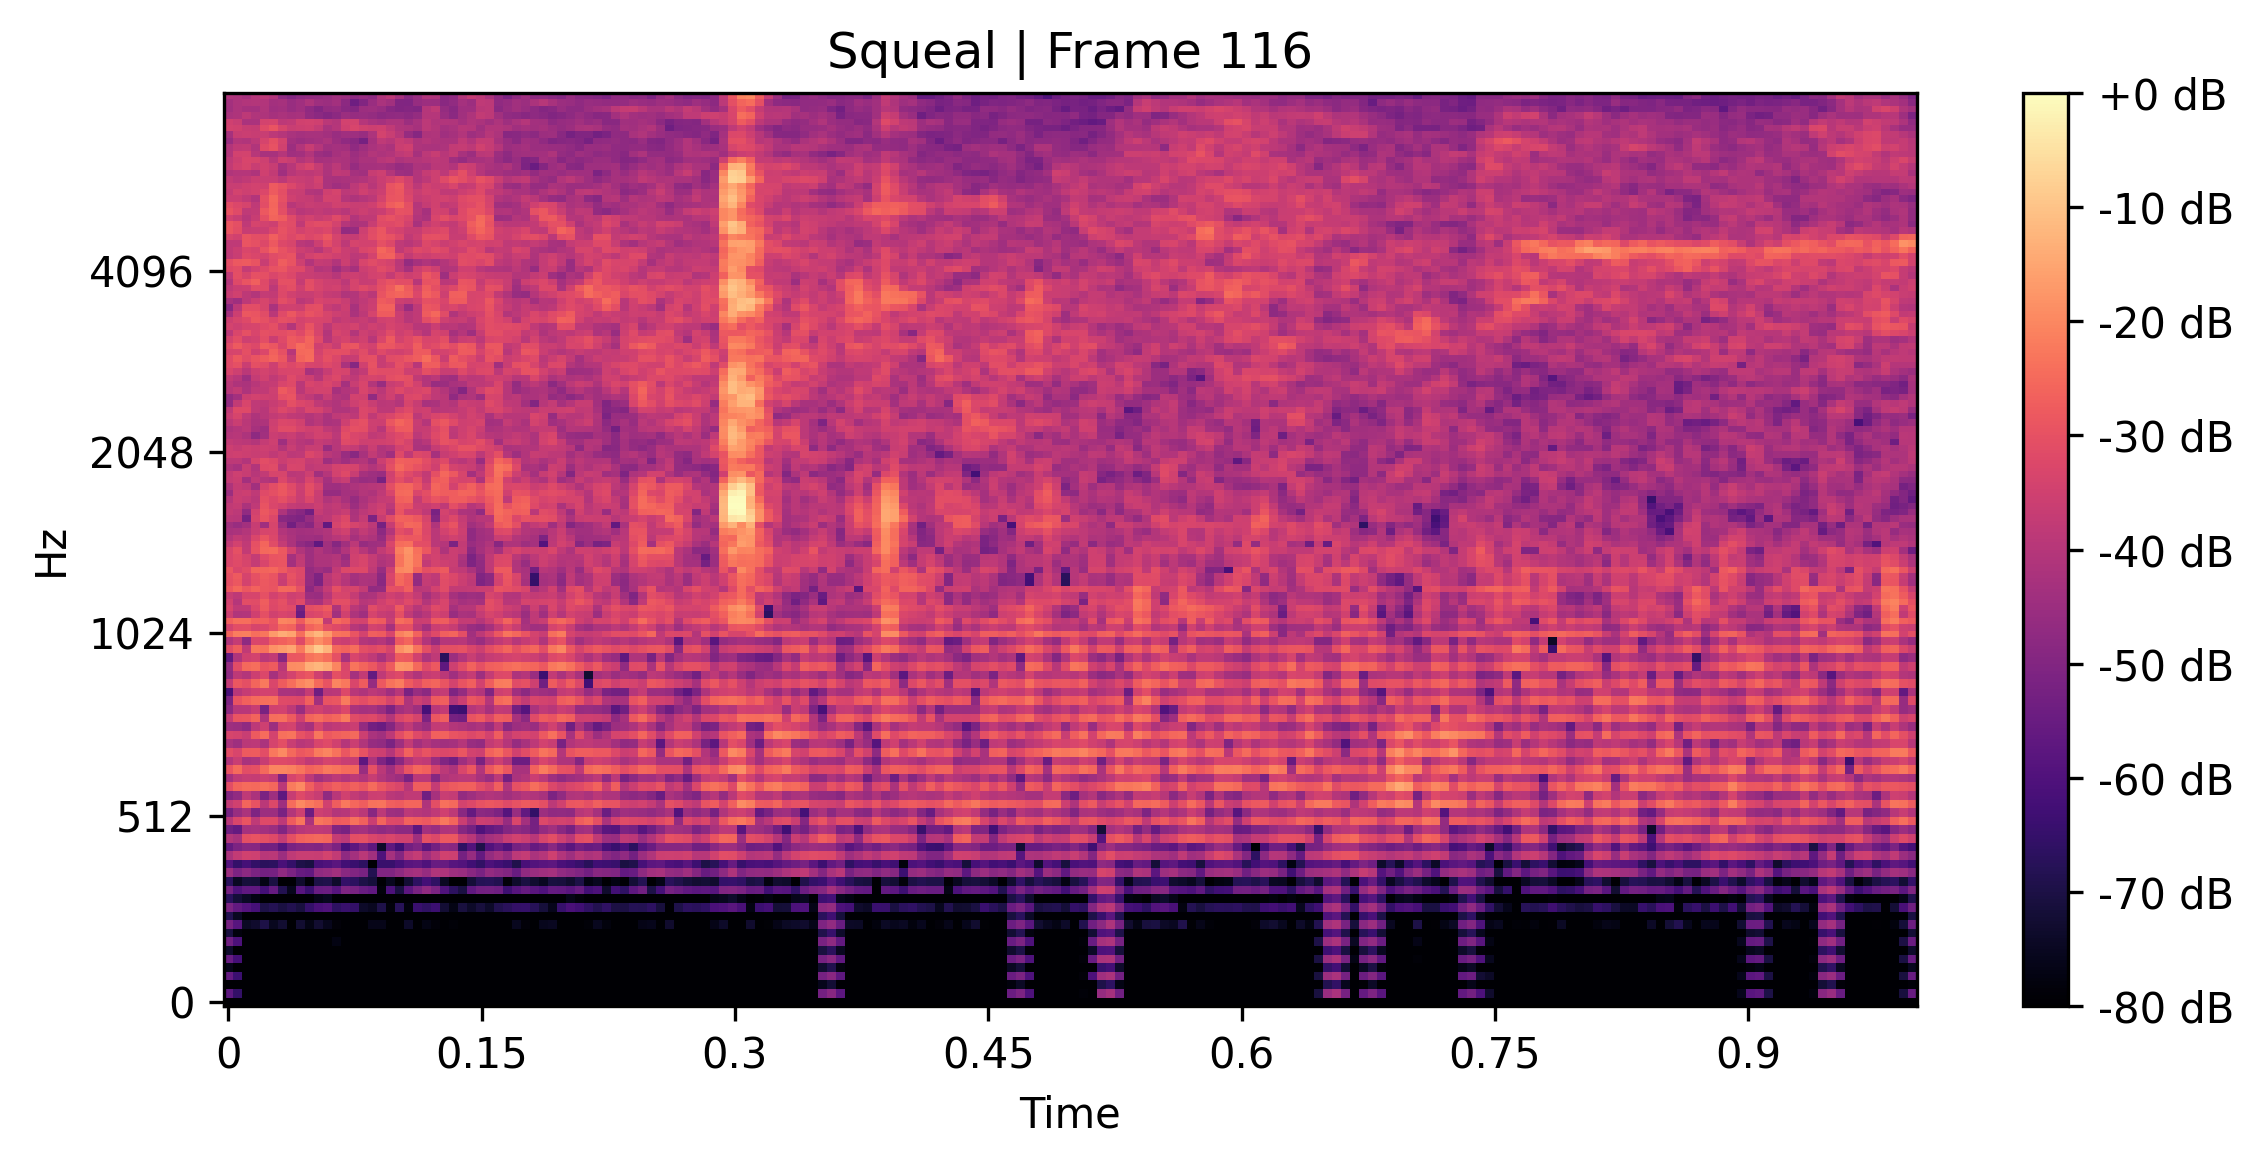 Squeal | Frame 116
+0 dB
-10 dB
-20 dB
-30 dB
-40 dB
-50 dB
-60 dB
-70 dB
-80 dB
4096
2048
1024
512
0
Hz
0 0.15 0.3 0.45 0.6 0.75 0.9
Time